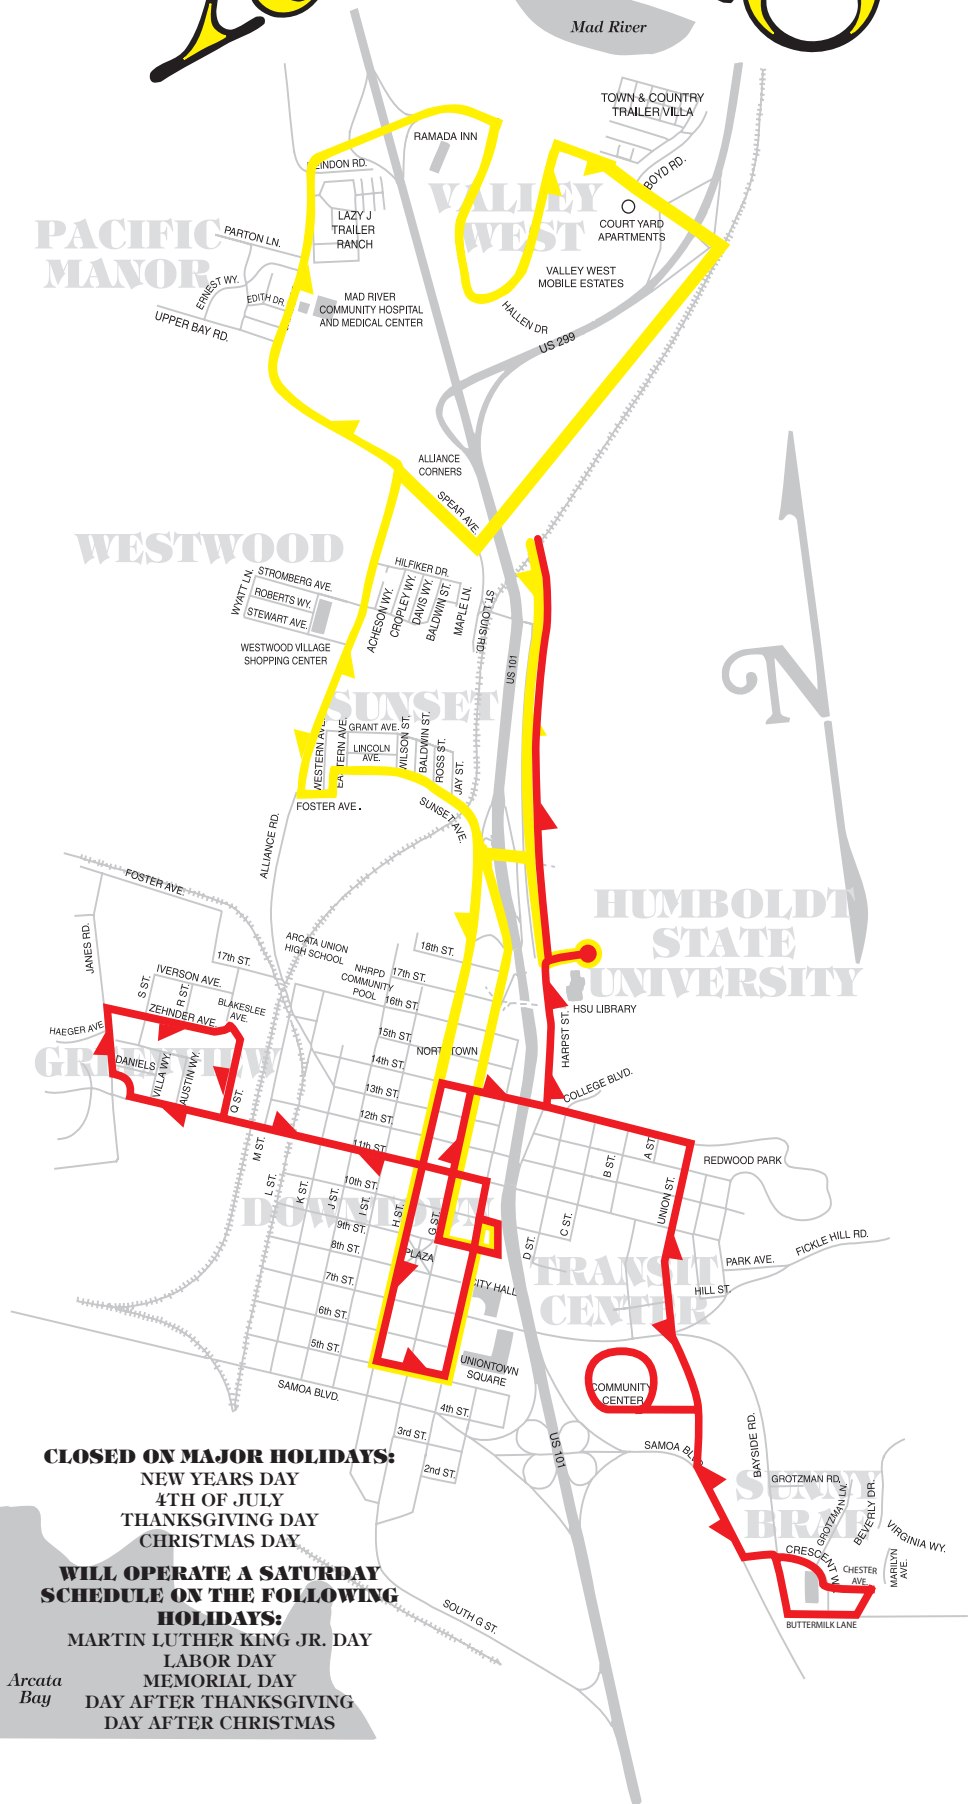 Mad River
TOWN & COUNTRY
TRAILER VILLA
RAMADA INN
BOYD RD.
VALLEY
WEST
LAZY J
TRAILER
RANCH
COURT YARD
APARTMENTS
PACIFIC
MANOR
PARTON LN.
ERNEST WY.
EDITH DR.
UPPER BAY RD.
MAD RIVER
COMMUNITY HOSPITAL
AND MEDICAL CENTER
VALLEY WEST
MOBILE ESTATES
HALLEN DR
US 299
ALLIANCE
CORNERS
SPEAR AVE.
WESTWOOD
HILFIKER DR.
STROMBERG AVE.
WYATT LN.
ROBERTS WY.
STEWART AVE.
ACHESON WY.
CROPLEY WY.
DAVIS WY.
BALDWIN ST.
MAPLE LN.
ST. LOUIS RD.
WESTWOOD VILLAGE
SHOPPING CENTER
US 101
N
SUNSET
GRANT AVE.
LINCOLN
AVE.
WESTERN AVE.
WILSON ST.
BALDWIN ST.
ROSS ST.
JAY ST.
FOSTER AVE.
SUNSET AVE.
ALLIANCE RD.
FOSTER AVE.
HUMBOLDT
STATE
UNIVERSITY
HSU LIBRARY
HARPST ST.
COLLEGE BLVD.
JANES RD.
ARCATA UNION
HIGH SCHOOL
NHRPD
COMMUNITY
POOL
18th ST.
17th ST.
16th ST.
15th ST.
14th ST.
13th ST.
12th ST.
11th ST.
10th ST.
9th ST.
8th ST.
7th ST.
6th ST.
5th ST.
NORTHTOWN
17th ST.
IVERSON AVE.
S ST.
R ST.
ZEHNDER AVE.
BLAKESLEE
AVE.
HAEGER AVE
GREENVIEW
DANIELS
VILLA WY.
AUSTIN WY.
Q ST.
M ST.
L ST.
K ST.
J ST.
I ST.
H ST.
G ST.
DOWNTOWN
PLAZA
CITY HALL
UNIONTOWN
SQUARE
D ST.
C ST.
B ST.
A ST
UNION ST.
REDWOOD PARK
FICKLE HILL RD.
PARK AVE.
HILL ST.
TRANSIT
CENTER
COMMUNITY
CENTER
SAMOA BLVD.
4th ST.
3rd ST.
2nd ST.
US 101
SAMOA BLVD
BAYSIDE RD.
SUNNY
BRAE
GROTZMAN RD.
GROTZMAN LN.
BEVERLY DR.
VIRGINIA WY.
MARILYN
AVE.
CRESCENT WY
CHESTER
AVE.
BUTTERMILK LANE
SOUTH G ST.
CLOSED ON MAJOR HOLIDAYS:
NEW YEARS DAY
4TH OF JULY
THANKSGIVING DAY
CHRISTMAS DAY
WILL OPERATE A SATURDAY
SCHEDULE ON THE FOLLOWING
HOLIDAYS:
MARTIN LUTHER KING JR. DAY
LABOR DAY
MEMORIAL DAY
DAY AFTER THANKSGIVING
DAY AFTER CHRISTMAS
Arcata
Bay